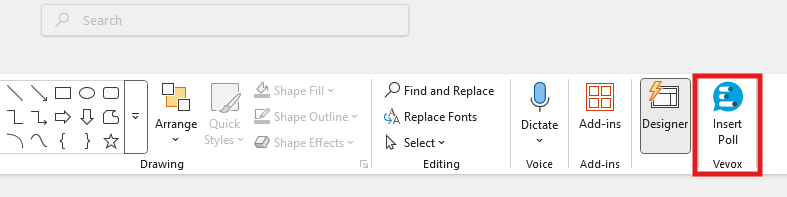 Search
Arrange
Quick
Styles
Shape Fill
Shape Outline
Shape Effects
Drawing
Find and Replace
Replace Fonts
Select
Editing
Dictate
Voice
Add-ins
Add-ins
Designer
Insert
Poll
Vevox